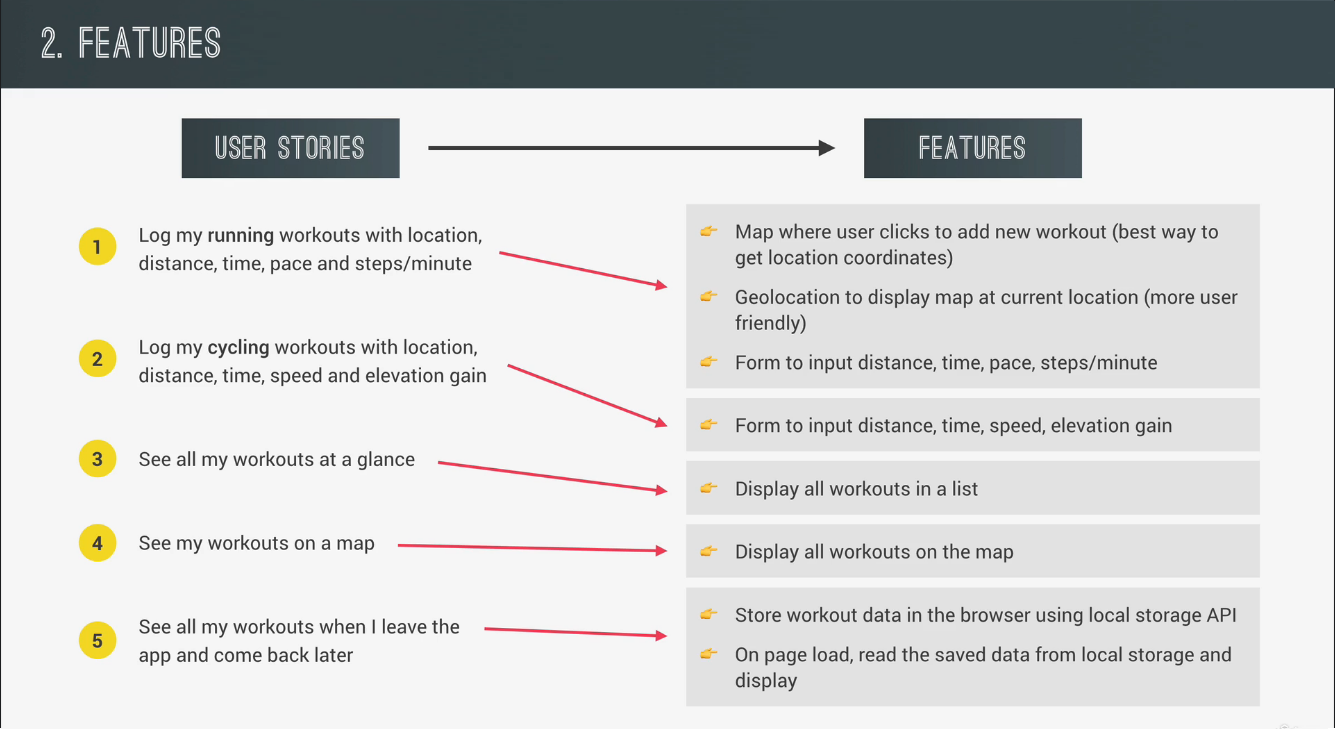 2. FEATURES
USER STORIES
FEATURES
1
Log my running workouts with location,
distance, time, pace and steps/minute
2
Log my cycling workouts with location,
distance, time, speed and elevation gain
3
See all my workouts at a glance
4
See my workouts on a map
5
See all my workouts when I leave the
app and come back later
Map where user clicks to add new workout (best way to
get location coordinates)
Geolocation to display map at current location (more user
friendly)
Form to input distance, time, pace, steps/minute
Form to input distance, time, speed, elevation gain
Display all workouts in a list
Display all workouts on the map
Store workout data in the browser using local storage API
On page load, read the saved data from local storage and
display